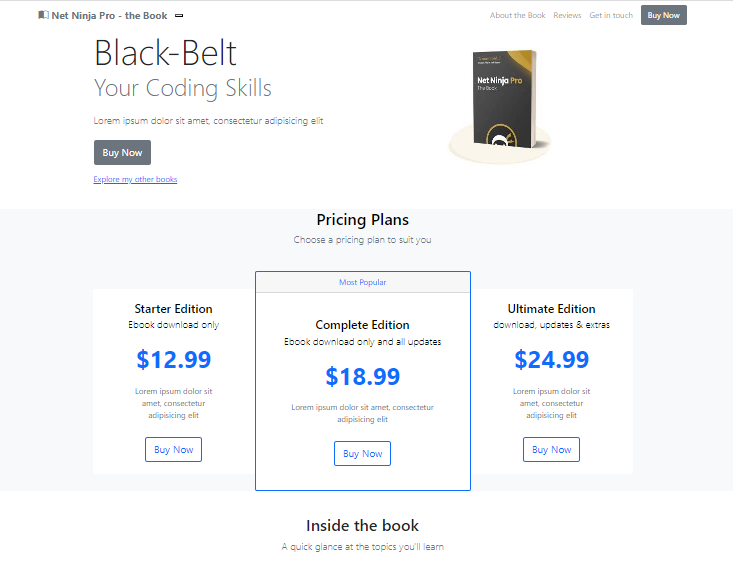 Net Ninja Pro - the Book
About the Book Reviews Get in touch Buy Now
Black-Belt
Your Coding Skills
Lorem ipsum dolor sit amet, consectetur adipisicing elit
Buy Now
Explore my other books
Net Ninja Pro
The Book
Pricing Plans
Choose a pricing plan to suit you
Starter Edition
Ebook download only
$12.99
Lorem ipsum dolor sit
amet, consectetur
adipisicing elit
Buy Now
Most Popular
Complete Edition
Ebook download only and all updates
$18.99
Lorem ipsum dolor sit amet, consectetur
adipisicing elit
Buy Now
Ultimate Edition
download, updates & extras
$24.99
Lorem ipsum dolor sit
amet, consectetur
adipisicing elit
Buy Now
Inside the book
A quick glance at the topics you'll learn